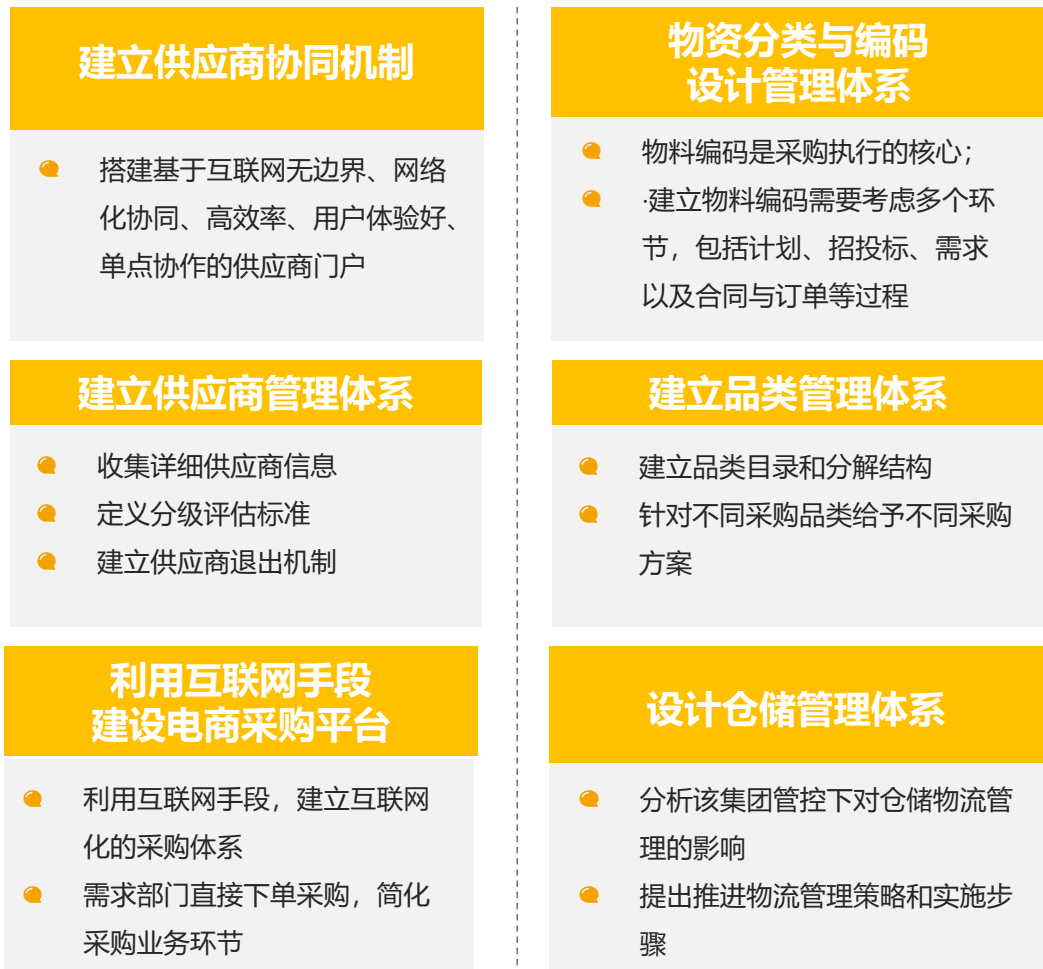 建立供应商协同机制
搭建基于互联网无边界、网络
化协同、高效率、用户体验好、
单点协作的供应商门户
物资分类与编码
设计管理体系
物料编码是采购执行的核心；
·建立物料编码需要考虑多个环
节，包括计划、招投标、需求
以及合同与订单等过程
建立供应商管理体系
收集详细供应商信息
定义分级评估标准
建立供应商退出机制
建立品类管理体系
建立品类目录和分解结构
针对不同采购品类给予不同采购
方案
利用互联网手段
建设电商采购平台
利用互联网手段，建立互联网
化的采购体系
需求部门直接下单采购，简化
采购业务环节
设计仓储管理体系
分析该集团管控下对仓储物流管
理的影响
提出推进物流管理策略和实施步
骤